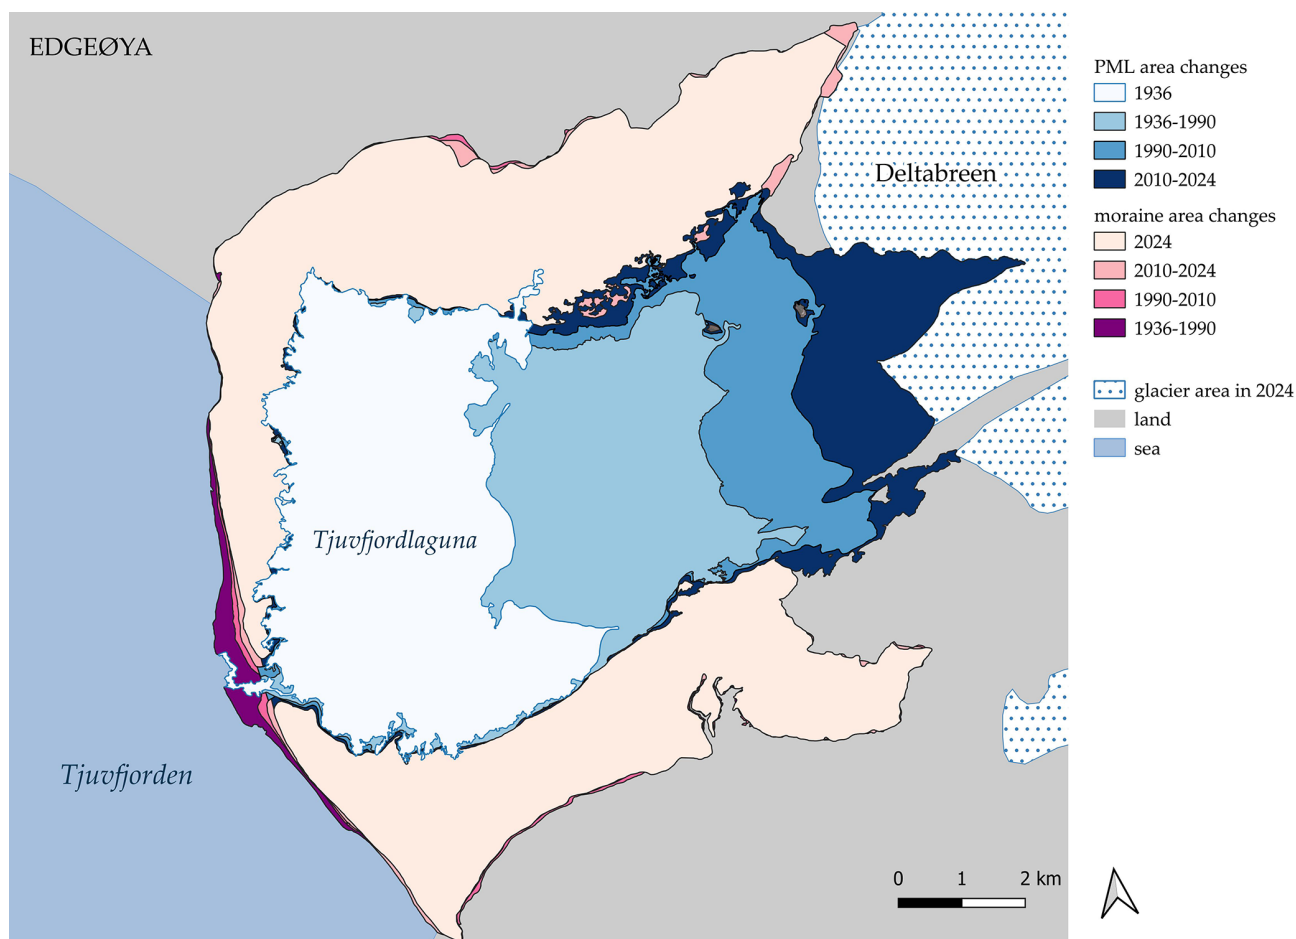 EDGEØYA
Deltabreen
Tjuvfjordlaguna
Tjuvfjorden
0 1 2 km
PML area changes
1936
1936-1990
1990-2010
2010-2024
moraine area changes
2024
2010-2024
1990-2010
1936-1990
glacier area in 2024
land
sea